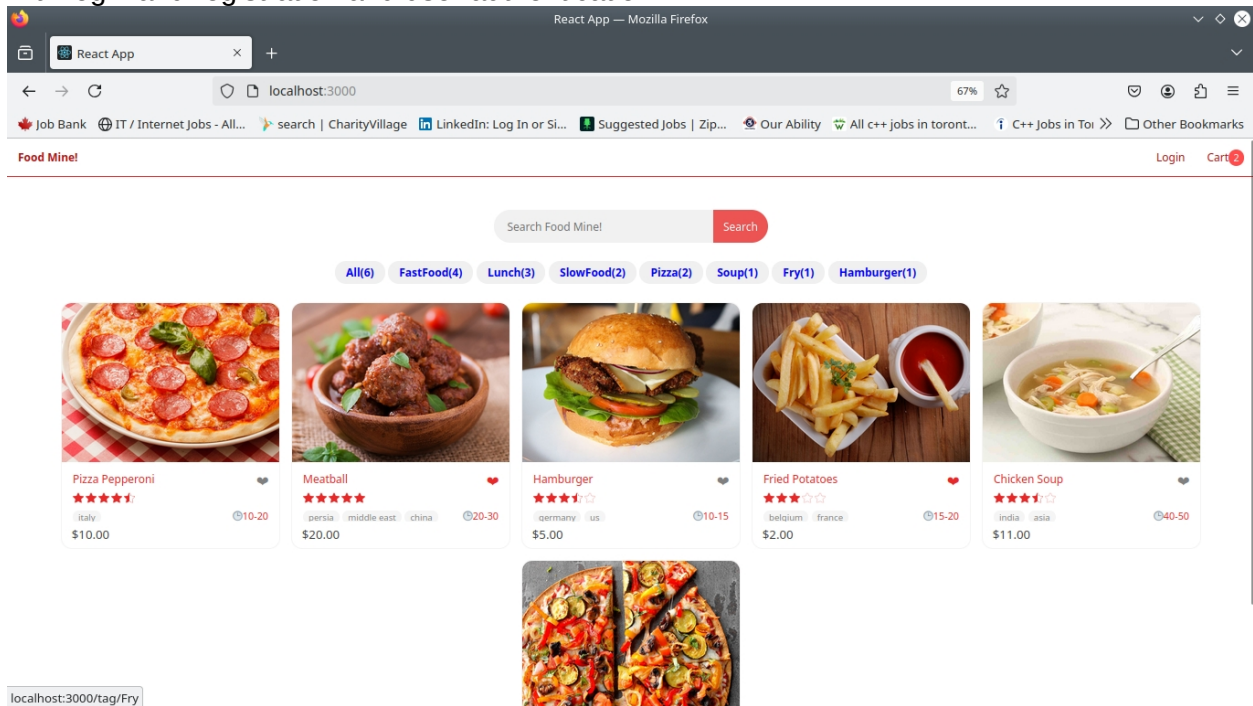 React App — Mozilla Firefox
React App
localhost:3000
67%
Job Bank IT / Internet Jobs - All... search | CharityVillage LinkedIn: Log In or Si... Suggested Jobs | Zip... Our Ability All c++ jobs in toront... C++ Jobs in Tor Other Bookmarks
Food Mine! Login Cart 2
Search Food Mine! Search
All(6) FastFood(4) Lunch(3) SlowFood(2) Pizza(2) Soup(1) Fry(1) Hamburger(1)
Pizza Pepperoni
italy 10-20
$10.00
Meatball
persia middle east china 20-30
$20.00
Hamburger
germany us 10-15
$5.00
Fried Potatoes
belgium france 15-20
$2.00
Chicken Soup
india asia 40-50
$11.00
localhost:3000/tag/Fry